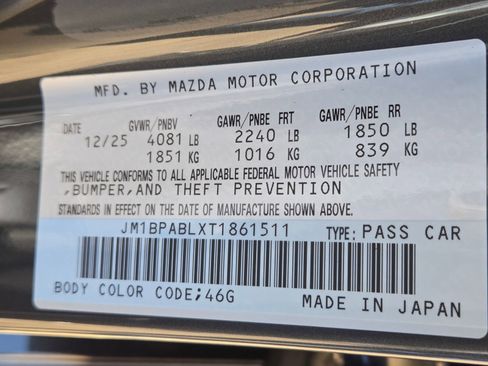 MFD. BY MAZDA MOTOR CORPORATION
DATE GVWR/PNBV GAWR/PNBE FRT GAWR/PNBE RR
12/25 4081 LB 2240 LB 1850 LB
1851 KG 1016 KG 839 KG
THIS VEHICLE CONFORMS TO ALL APPLICABLE FEDERAL MOTOR VEHICLE SAFETY
,BUMPER,AND THEFT PREVENTION
STANDARDS IN EFFECT ON THE DATE OF MANUFACTURE SHOWN ABOVE.
JM1BPABLXT1861511 TYPE: PASS CAR
BODY COLOR CODE;46G MADE IN JAPAN